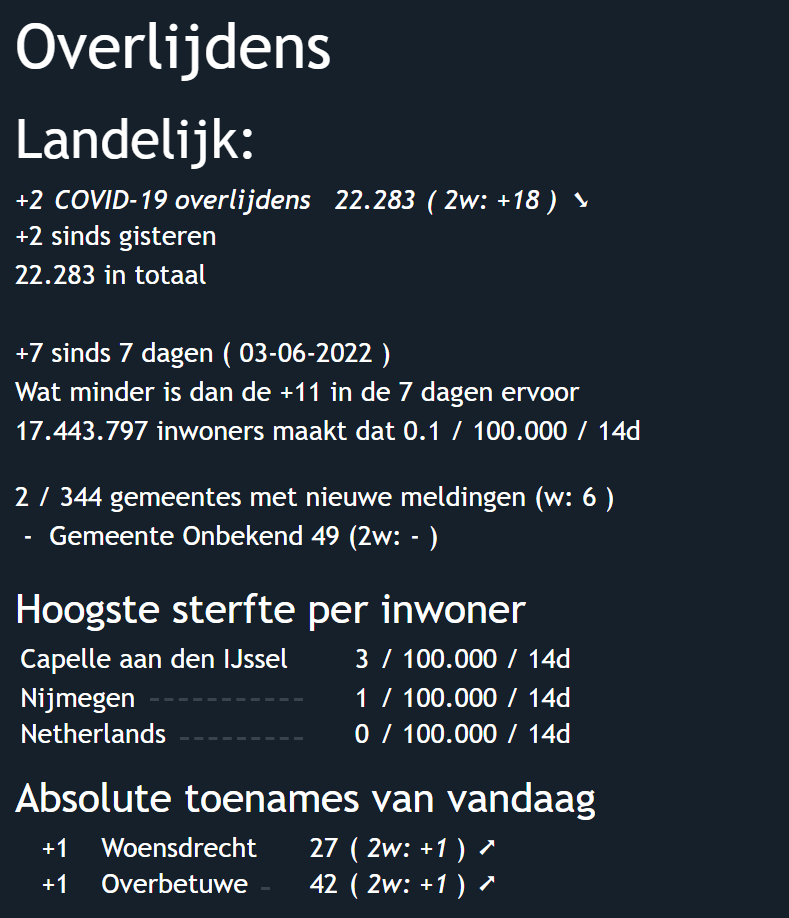 Overlijdens
Landelijk:
+2 COVID-19 overlijdens 22.283 ( 2w: +18 ) ➘
+2 sinds gisteren
22.283 in totaal
+7 sinds 7 dagen ( 03-06-2022 )
Wat minder is dan de +11 in de 7 dagen ervoor
17.443.797 inwoners maakt dat 0.1 / 100.000 / 14d
2 / 344 gemeentes met nieuwe meldingen (w: 6 )
- Gemeente Onbekend 49 (2w: - )
Hoogste sterfte per inwoner
Capelle aan den IJssel 3 / 100.000 / 14d
Nijmegen ----------- 1 / 100.000 / 14d
Netherlands --------- 0 / 100.000 / 14d
Absolute toenames van vandaag
+1 Woensdrecht 27 ( 2w: +1 ) ➚
+1 Overbetuwe - 42 ( 2w: +1 ) ➚